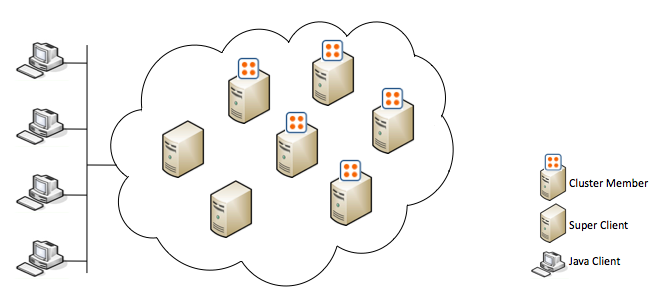 Cluster Member
Super Client
Java Client